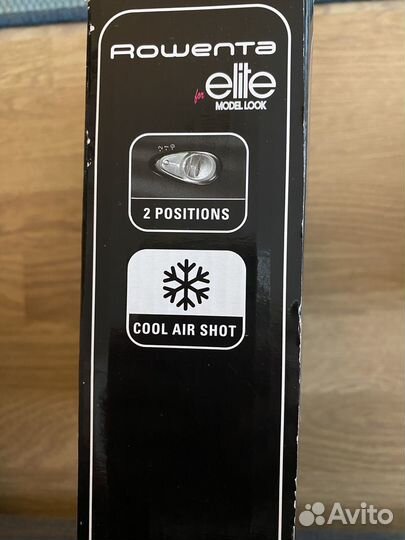 ROWENTA
for elite
MODEL LOOK
2 POSITIONS
COOL AIR SHOT
Avito